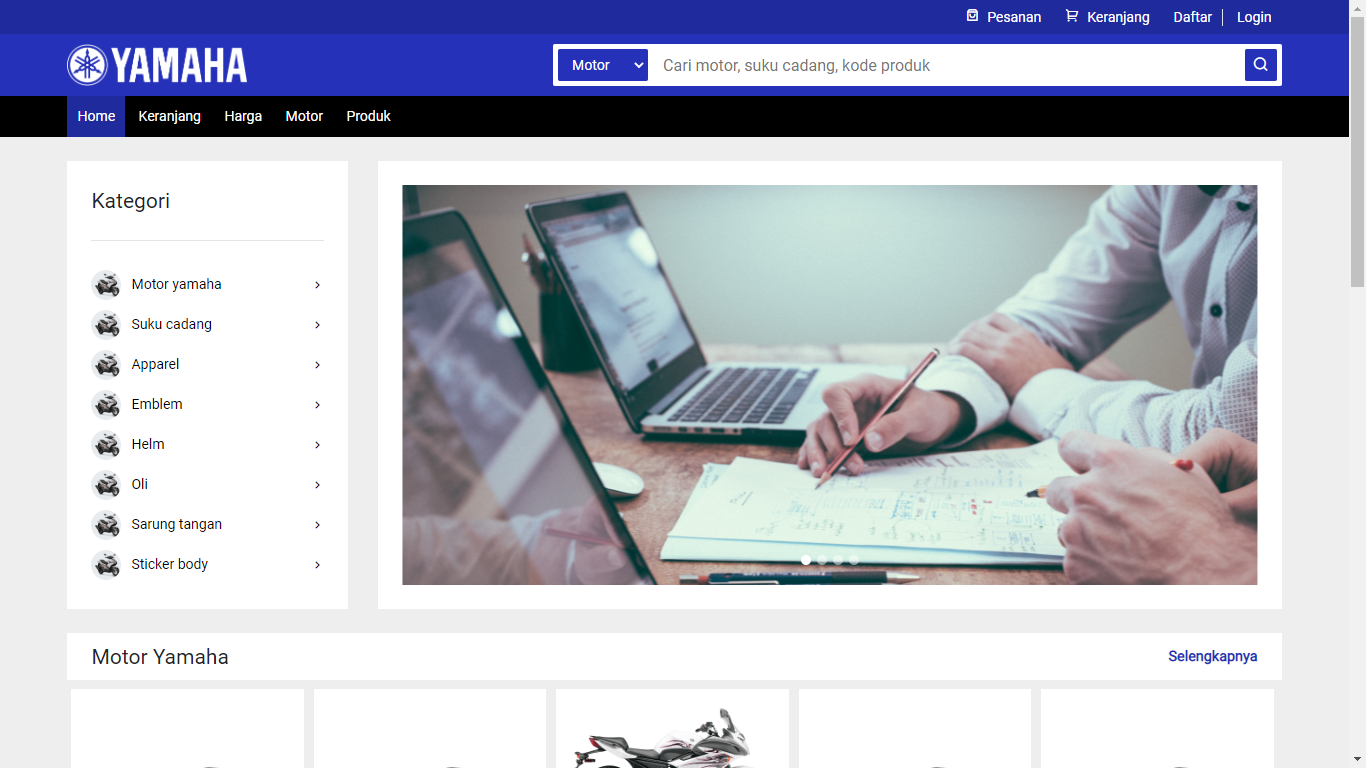 Pesanan Keranjang Daftar Login
YAMAHA
Motor Cari motor, suku cadang, kode produk
Home Keranjang Harga Motor Produk
Kategori
Motor yamaha
Suku cadang
Apparel
Emblem
Helm
Oli
Sarung tangan
Sticker body
Motor Yamaha Selengkapnya